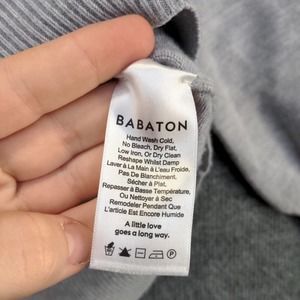 BABATON
Hand Wash Cold,
No Bleach, Dry Flat,
Low Iron, Or Dry Clean
Reshape Whilst Damp
Laver À La Main À L'eau Froide,
Pas De Blanchiment,
Sécher À Plat,
Repasser À Basse Température,
Ou Nettoyer À Sec
Remodeler Pendant Que
L'article Est Encore Humide
A little love
goes a long way.
P